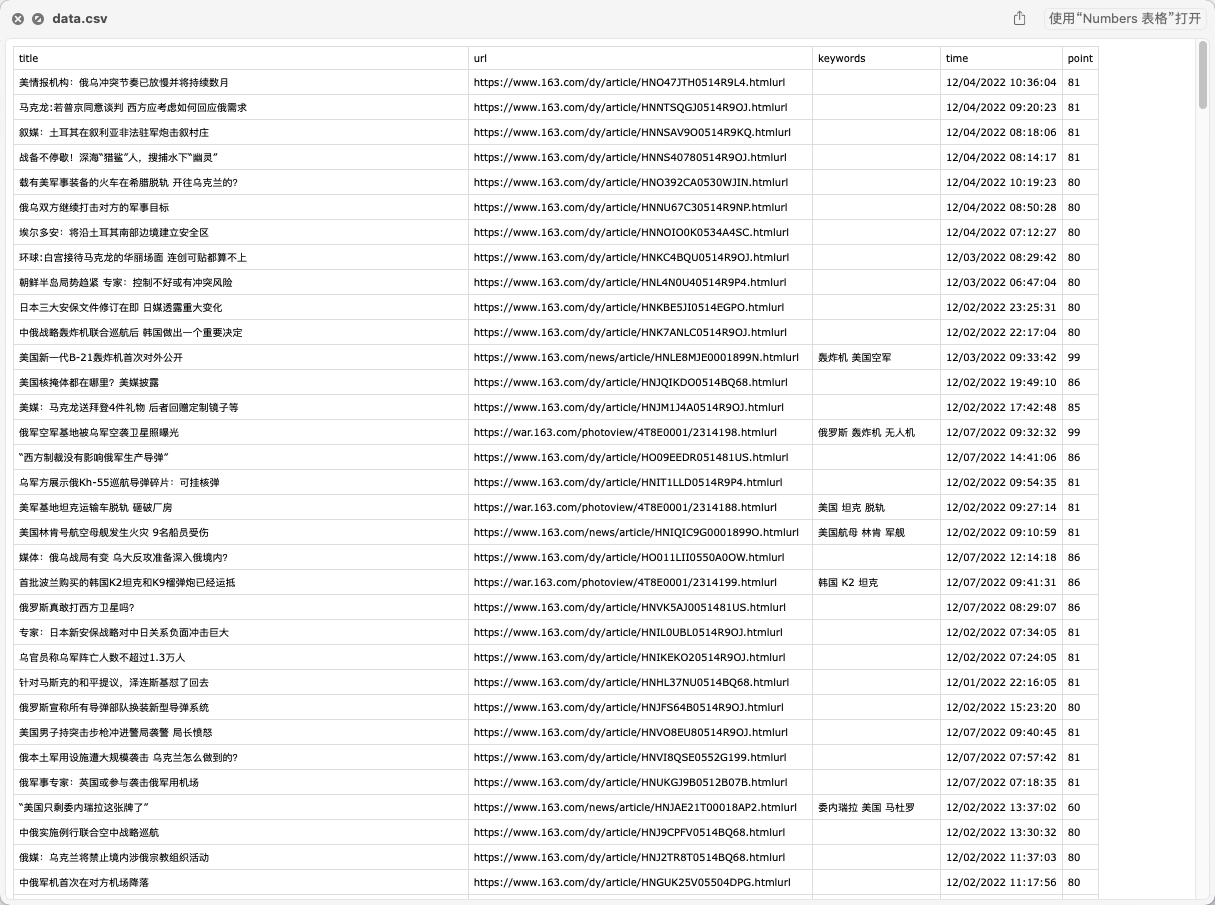 data.csv 使用“Numbers 表格”打开
title url keywords time point
美情报机构：俄乌冲突节奏已放慢并将持续数月 https://www.163.com/dy/article/HNO47JTH0514R9L4.htmlurl 12/04/2022 10:36:04 81
马克龙:若普京同意谈判 西方应考虑如何回应俄需求 https://www.163.com/dy/article/HNNTSQGJ0514R9OJ.htmlurl 12/04/2022 09:20:23 81
叙媒：土耳其在叙利亚非法驻军炮击叙村庄 https://www.163.com/dy/article/HNNSAV9O0514R9KQ.htmlurl 12/04/2022 08:18:06 81
战备不停歇！深海“猎鲨”人，搜捕水下“幽灵” https://www.163.com/dy/article/HNNS40780514R9OJ.htmlurl 12/04/2022 08:14:17 81
载有美军事装备的火车在希腊脱轨 开往乌克兰的? https://www.163.com/dy/article/HNO392CA0530WJIN.htmlurl 12/04/2022 10:19:23 80
俄乌双方继续打击对方的军事目标 https://www.163.com/dy/article/HNNU67C30514R9NP.htmlurl 12/04/2022 08:50:28 80
埃尔多安：将沿土耳其南部边境建立安全区 https://www.163.com/dy/article/HNNOIO0K0534A4SC.htmlurl 12/04/2022 07:12:27 80
环球:白宫接待马克龙的华丽场面 连创可贴都算不上 https://www.163.com/dy/article/HNKC4BQU0514R9OJ.htmlurl 12/03/2022 08:29:42 80
朝鲜半岛局势趋紧 专家：控制不好或有冲突风险 https://www.163.com/dy/article/HNL4N0U40514R9P4.htmlurl 12/03/2022 06:47:04 80
日本三大安保文件修订在即 日媒透露重大变化 https://www.163.com/dy/article/HNKBE5JI0514EGPO.htmlurl 12/02/2022 23:25:31 80
中俄战略轰炸机联合巡航后 韩国做出一个重要决定 https://www.163.com/dy/article/HNK7ANLC0514R9OJ.htmlurl 12/02/2022 22:17:04 80
美国新一代B-21轰炸机首次对外公开 https://www.163.com/news/article/HNLE8MJE0001899N.htmlurl 轰炸机 美国空军 12/03/2022 09:33:42 99
美国核掩体都在哪里？美媒披露 https://www.163.com/dy/article/HNJQIKDO0514BQ68.htmlurl 12/02/2022 19:49:10 86
美媒：马克龙送拜登4件礼物 后者回赠定制镜子等 https://www.163.com/dy/article/HNJM1J4A0514R9OJ.htmlurl 12/02/2022 17:42:48 85
俄军空军基地被乌军空袭卫星照曝光 https://war.163.com/photoview/4T8E0001/2314198.htmlurl 俄罗斯 轰炸机 无人机 12/07/2022 09:32:32 99
“西方制裁没有影响俄军生产导弹” https://www.163.com/dy/article/HO09EEDR051481US.htmlurl 12/07/2022 14:41:06 86
乌军方展示俄Kh-55巡航导弹碎片：可挂核弹 https://www.163.com/dy/article/HNIT1LLD0514R9P4.htmlurl 12/02/2022 09:54:35 81
美军基地坦克运输车脱轨 砸破厂房 https://war.163.com/photoview/4T8E0001/2314188.htmlurl 美国 坦克 脱轨 12/02/2022 09:27:14 81
美国林肯号航空母舰发生火灾 9名船员受伤 https://www.163.com/news/article/HNIQIC9G0001899O.htmlurl 美国航母 林肯 军舰 12/02/2022 09:10:59 81
媒体：俄乌战局有变 乌大反攻准备深入俄境内? https://www.163.com/dy/article/HO011LII0550A0OW.htmlurl 12/07/2022 12:14:18 86
首批波兰购买的韩国K2坦克和K9榴弹炮已经运抵 https://war.163.com/photoview/4T8E0001/2314199.htmlurl 韩国 K2 坦克 12/07/2022 09:41:31 86
俄罗斯真敢打西方卫星吗? https://www.163.com/dy/article/HNVK5AJ0051481US.htmlurl 12/07/2022 08:29:07 86
专家：日本新安保战略对中日关系负面冲击巨大 https://www.163.com/dy/article/HNIL0UBL0514R9OJ.htmlurl 12/02/2022 07:34:05 81
乌官员称乌军阵亡人数不超过1.3万人 https://www.163.com/dy/article/HNIKEKO20514R9OJ.htmlurl 12/02/2022 07:24:05 81
针对马斯克的和平提议，泽连斯基怼了回去 https://www.163.com/dy/article/HNHL37NU0514BQ68.htmlurl 12/01/2022 22:16:05 81
俄罗斯宣称所有导弹部队换装新型导弹系统 https://www.163.com/dy/article/HNJFS64B0514R9OJ.htmlurl 12/02/2022 15:23:20 80
美国男子持突击步枪冲进警局袭警 局长愤怒 https://www.163.com/dy/article/HNVO8EU80514R9OJ.htmlurl 12/07/2022 09:40:45 81
俄本土军用设施遭大规模袭击 乌克兰怎么做到的? https://www.163.com/dy/article/HNVI8QSE0552G199.htmlurl 12/07/2022 07:57:42 81
俄军事专家：英国或参与袭击俄军用机场 https://www.163.com/dy/article/HNUKGJ9B0512B07B.htmlurl 12/07/2022 07:18:35 81
“美国只剩委内瑞拉这张牌了” https://www.163.com/news/article/HNJAE21T00018AP2.htmlurl 委内瑞拉 美国 马杜罗 12/02/2022 13:37:02 60
中俄实施例行联合空中战略巡航 https://www.163.com/dy/article/HNJ9CPFV0514BQ68.htmlurl 12/02/2022 13:30:32 80
俄媒：乌克兰将禁止境内涉俄宗教组织活动 https://www.163.com/dy/article/HNJ2TR8T0514BQ68.htmlurl 12/02/2022 11:37:03 80
中俄军机首次在对方机场降落 https://www.163.com/dy/article/HNGUK25V05504DPG.htmlurl 12/02/2022 11:17:56 80